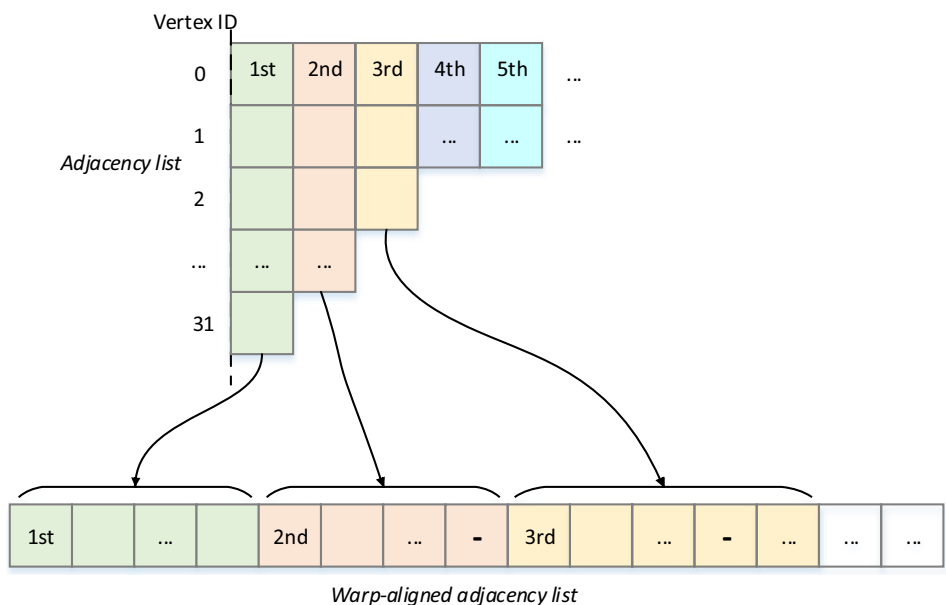 Vertex ID
0 1st 2nd 3rd 4th 5th ...
1 ... ... ...
Adjacency list
2
... ... ...
31
1st ... 2nd ... - 3rd ... - ... ... ...
Warp-aligned adjacency list